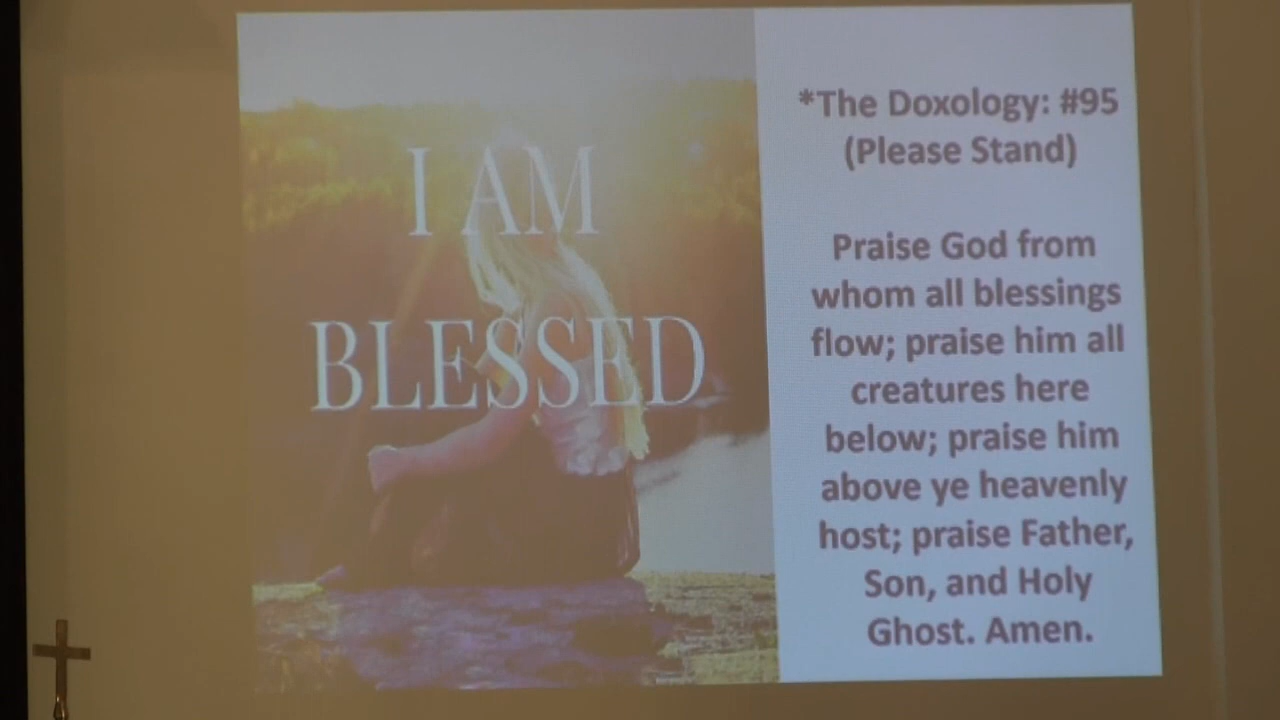 I AM
BLESSED
*The Doxology: #95
(Please Stand)
Praise God from
whom all blessings
flow; praise him all
creatures here
below; praise him
above ye heavenly
host; praise Father,
Son, and Holy
Ghost. Amen.